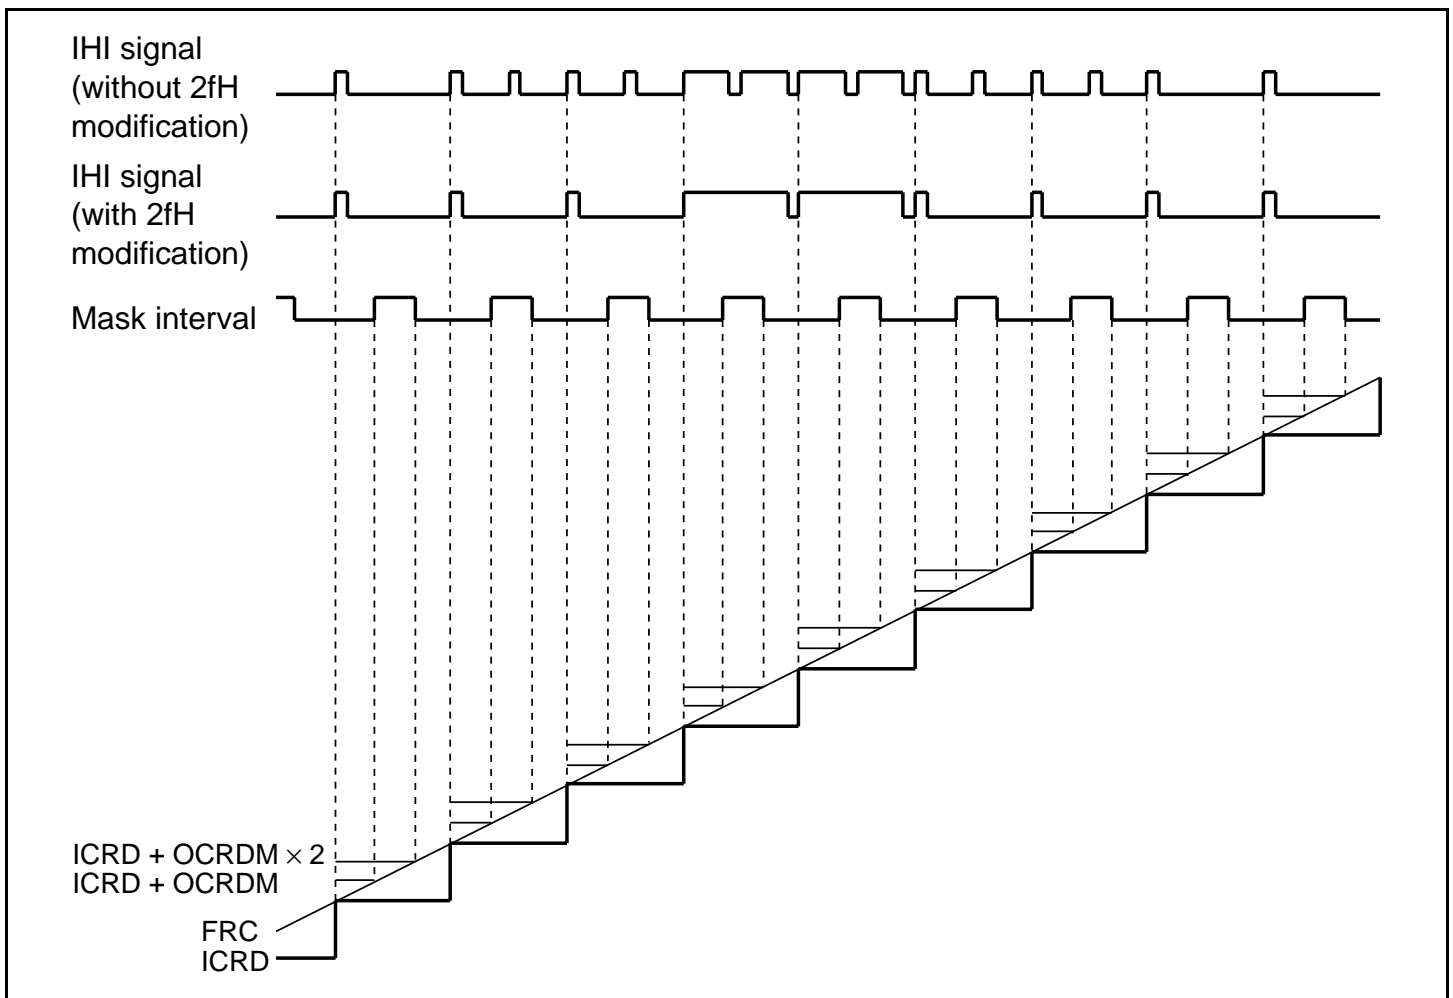 IHI signal
(without 2fH
modification)
IHI signal
(with 2fH
modification)
Mask interval
ICRD + OCRDM × 2
ICRD + OCRDM
FRC
ICRD